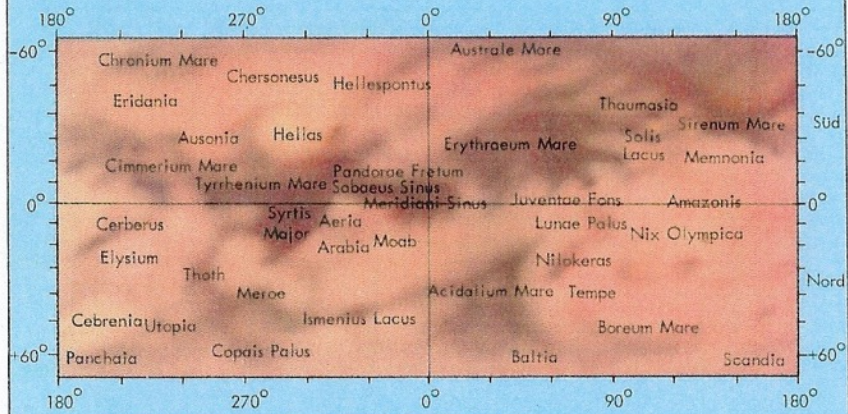 180° 270° 0° 90° 180°
-60° -60°
Australe Mare
Chronium Mare
Chersonesus
Hellespontus
Eridania
Thaumasia
Sirenum Mare
Süd
Ausonia
Hellas
Erythraeum Mare
Solis
Lacus
Memnonia
Cimmerium Mare
Pandorae Fretum
Tyrrhenium Mare
Sabaeus Sinus
Meridiani Sinus
Juventae Fons
Amazonis
0° 0°
Syrtis
Major
Aeria
Cerberus
Lunae Palus
Nix Olympica
Arabia
Moab
Elysium
Nilokeras
Thoth
Nord
Meroe
Acidalium Mare
Tempe
Cebrenia
Utopia
Ismenius Lacus
Boreum Mare
+60° +60°
Panchaia
Copais Palus
Baltia
Scandia
180° 270° 0° 90° 180°